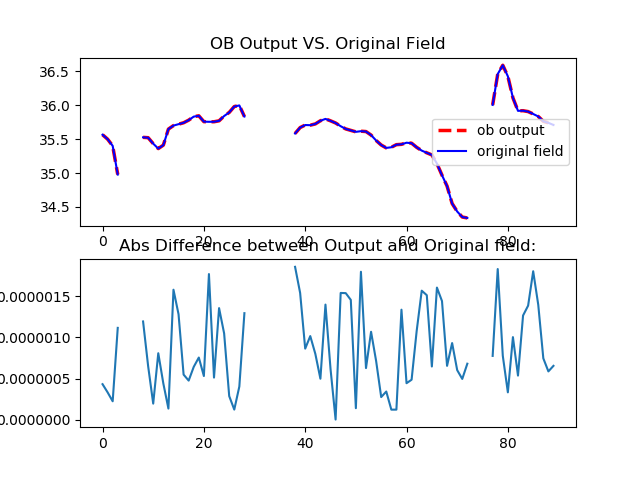 OB Output VS. Original Field
36.5
36.0
35.5
35.0
34.5
ob output
original field
0 20 40 60 80
Abs Difference between Output and Original field:
0.0000015
0.0000010
0.0000005
0.0000000
0 20 40 60 80